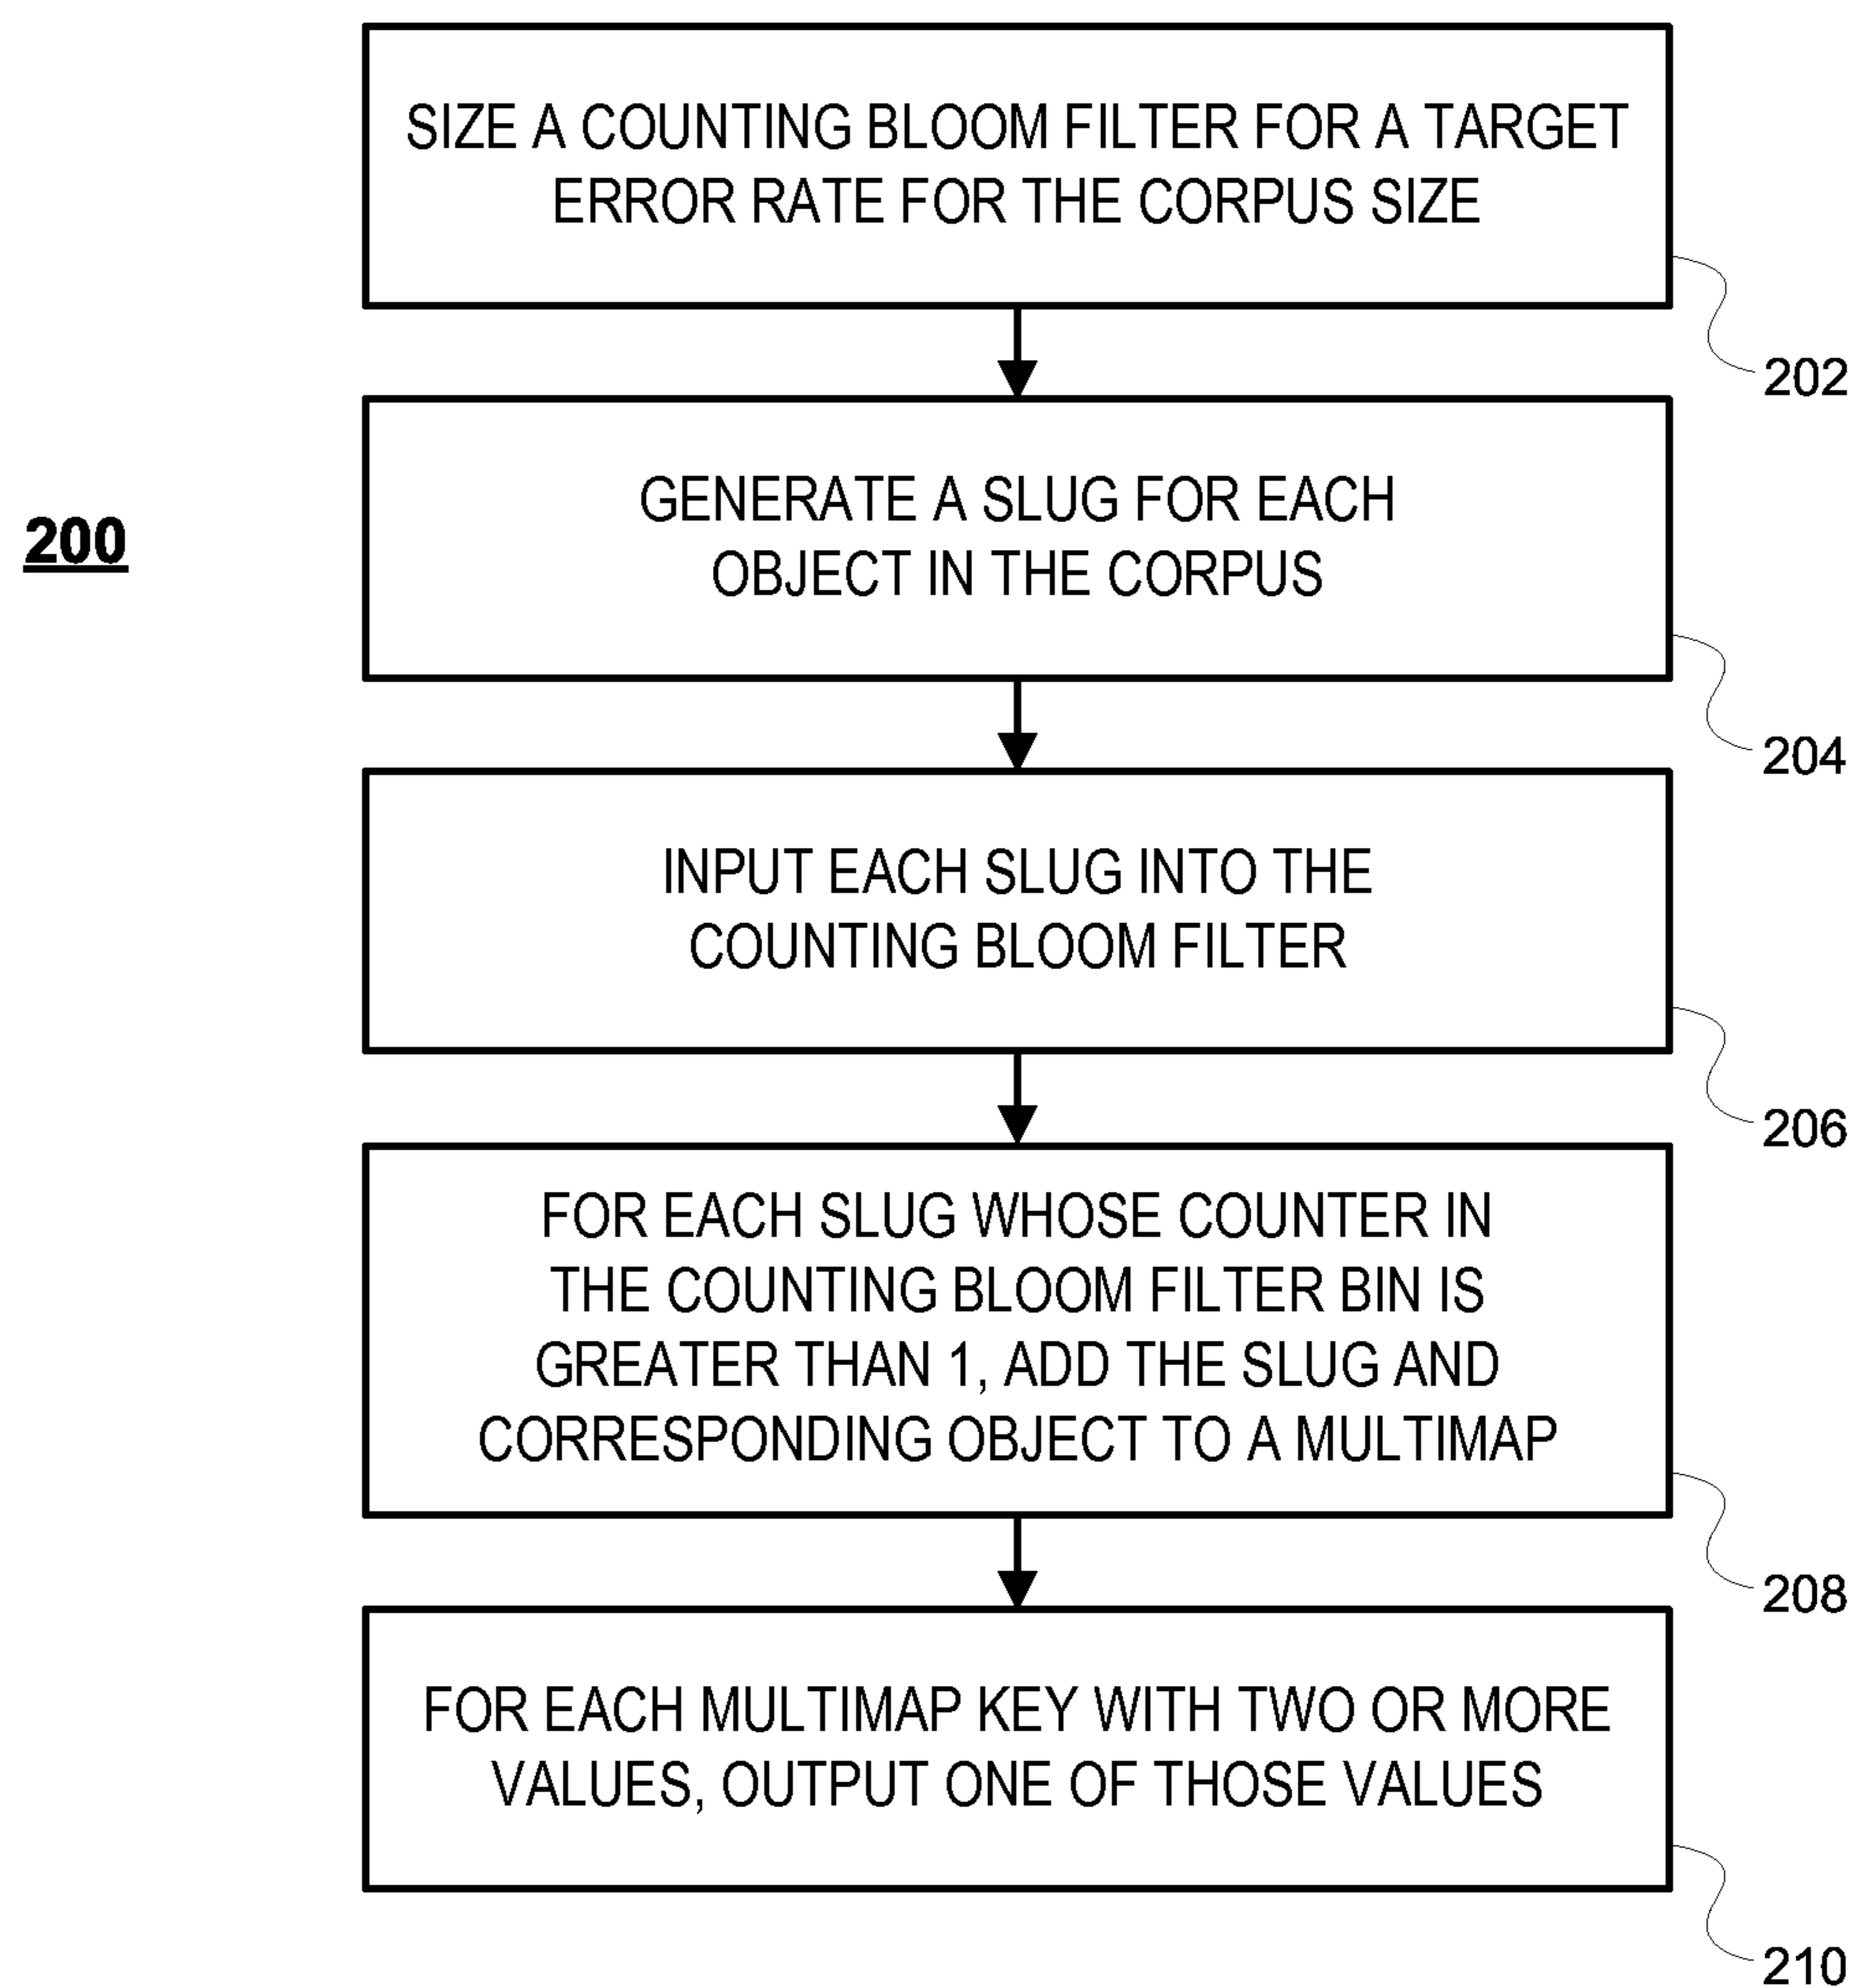 SIZE A COUNTING BLOOM FILTER FOR A TARGET
ERROR RATE FOR THE CORPUS SIZE
202
GENERATE A SLUG FOR EACH
OBJECT IN THE CORPUS
200
204
INPUT EACH SLUG INTO THE
COUNTING BLOOM FILTER
206
FOR EACH SLUG WHOSE COUNTER IN
THE COUNTING BLOOM FILTER BIN IS
GREATER THAN 1, ADD THE SLUG AND
CORRESPONDING OBJECT TO A MULTIMAP
208
FOR EACH MULTIMAP KEY WITH TWO OR MORE
VALUES, OUTPUT ONE OF THOSE VALUES
210